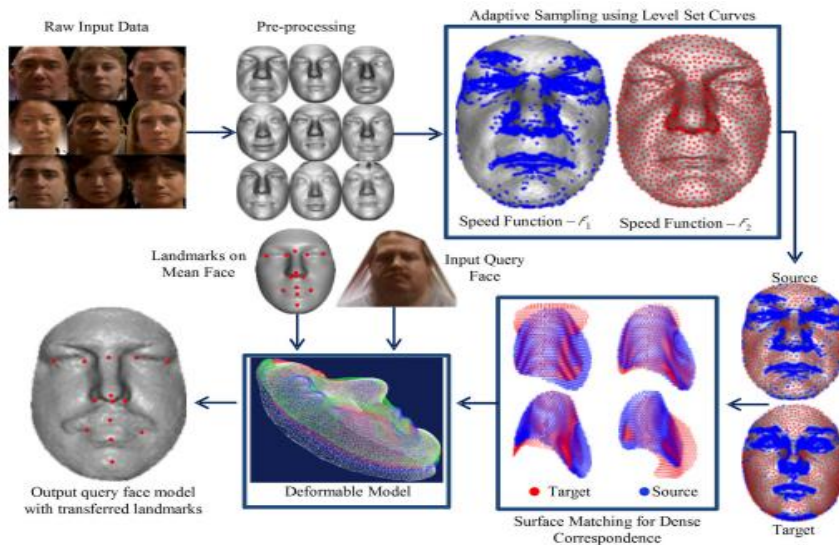 Raw Input Data
Pre-processing
Adaptive Sampling using Level Set Curves
Speed Function – F₁
Speed Function – F₂
Landmarks on
Mean Face
Input Query
Face
Source
Target
Output query face model
with transferred landmarks
Deformable Model
Target
Source
Surface Matching for Dense
Correspondence